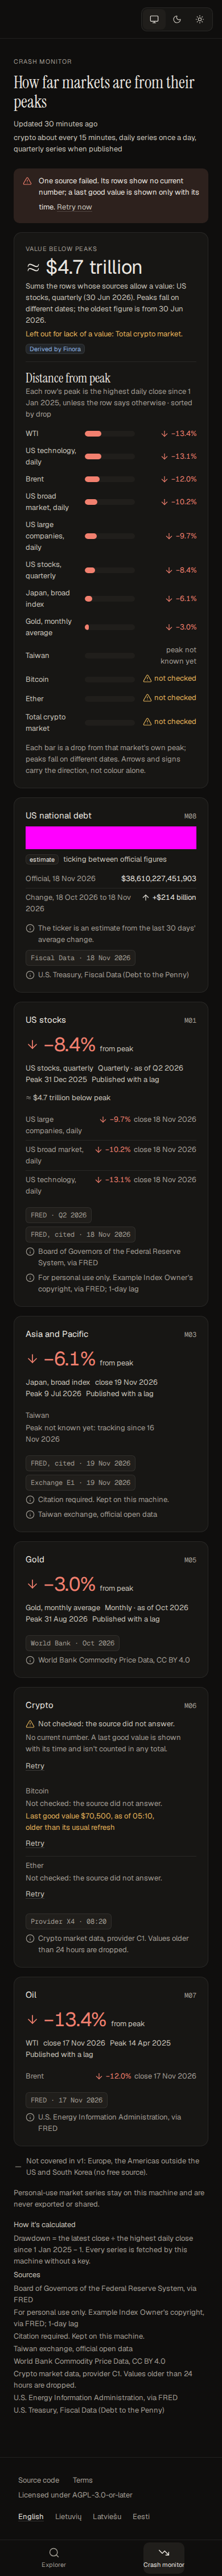 CRASH MONITOR
How far markets are from their
peaks
Updated 30 minutes ago
crypto about every 15 minutes, daily series once a day,
quarterly series when published
One source failed. Its rows show no current
number; a last good value is shown only with its
time. Retry now
VALUE BELOW PEAKS
≈ $4.7 trillion
Sums the rows whose sources allow a value: US
stocks, quarterly (30 Jun 2026). Peaks fall on
different dates; the oldest figure is from 30 Jun
2026.
Left out for lack of a value: Total crypto market.
Derived by Finora
Distance from peak
Each row's peak is the highest daily close since 1
Jan 2025, unless the row says otherwise · sorted
by drop
WTI ↓ −13.4%
US technology,
daily ↓ −13.1%
Brent ↓ −12.0%
US broad
market, daily ↓ −10.2%
US large
companies,
daily ↓ −9.7%
US stocks,
quarterly ↓ −8.4%
Japan, broad
index ↓ −6.1%
Gold, monthly
average ↓ −3.0%
Taiwan peak not
known yet
Bitcoin not checked
Ether not checked
Total crypto
market not checked
Each bar is a drop from that market's own peak;
peaks fall on different dates. Arrows and signs
carry the direction, not colour alone.
US national debt M08
estimate ticking between official figures
Official, 18 Nov 2026 $38,610,227,451,903
Change, 18 Oct 2026 to 18 Nov
2026 ↑ +$214 billion
The ticker is an estimate from the last 30 days'
average change.
Fiscal Data · 18 Nov 2026
U.S. Treasury, Fiscal Data (Debt to the Penny)
US stocks M01
↓ −8.4% from peak
US stocks, quarterly Quarterly · as of Q2 2026
Peak 31 Dec 2025 Published with a lag
≈ $4.7 trillion below peak
US large
companies, daily ↓ −9.7% close 18 Nov 2026
US broad market,
daily ↓ −10.2% close 18 Nov 2026
US technology,
daily ↓ −13.1% close 18 Nov 2026
FRED · Q2 2026
FRED, cited · 18 Nov 2026
Board of Governors of the Federal Reserve
System, via FRED
For personal use only. Example Index Owner's
copyright, via FRED; 1-day lag
Asia and Pacific M03
↓ −6.1% from peak
Japan, broad index close 19 Nov 2026
Peak 9 Jul 2026 Published with a lag
Taiwan
Peak not known yet: tracking since 16
Nov 2026
FRED, cited · 19 Nov 2026
Exchange E1 · 19 Nov 2026
Citation required. Kept on this machine.
Taiwan exchange, official open data
Gold M05
↓ −3.0% from peak
Gold, monthly average Monthly · as of Oct 2026
Peak 31 Aug 2026 Published with a lag
World Bank · Oct 2026
World Bank Commodity Price Data, CC BY 4.0
Crypto M06
Not checked: the source did not answer.
No current number. A last good value is shown
with its time and isn't counted in any total.
Retry
Bitcoin
Not checked: the source did not answer.
Last good value $70,500, as of 05:10,
older than its usual refresh
Retry
Ether
Not checked: the source did not answer.
Retry
Provider X4 · 08:20
Crypto market data, provider C1. Values older
than 24 hours are dropped.
Oil M07
↓ −13.4% from peak
WTI close 17 Nov 2026 Peak 14 Apr 2025
Published with a lag
Brent ↓ −12.0% close 17 Nov 2026
FRED · 17 Nov 2026
U.S. Energy Information Administration, via
FRED
Not covered in v1: Europe, the Americas outside the
US and South Korea (no free source).
Personal-use market series stay on this machine and are
never exported or shared.
How it's calculated
Drawdown = the latest close ÷ the highest daily close
since 1 Jan 2025 − 1. Every series is fetched by this
machine without a key.
Sources
Board of Governors of the Federal Reserve System, via
FRED
For personal use only. Example Index Owner's copyright,
via FRED; 1-day lag
Citation required. Kept on this machine.
Taiwan exchange, official open data
World Bank Commodity Price Data, CC BY 4.0
Crypto market data, provider C1. Values older than 24
hours are dropped.
U.S. Energy Information Administration, via FRED
U.S. Treasury, Fiscal Data (Debt to the Penny)
Source code Terms
Licensed under AGPL-3.0-or-later
English Lietuvių Latviešu Eesti
Explorer Crash monitor